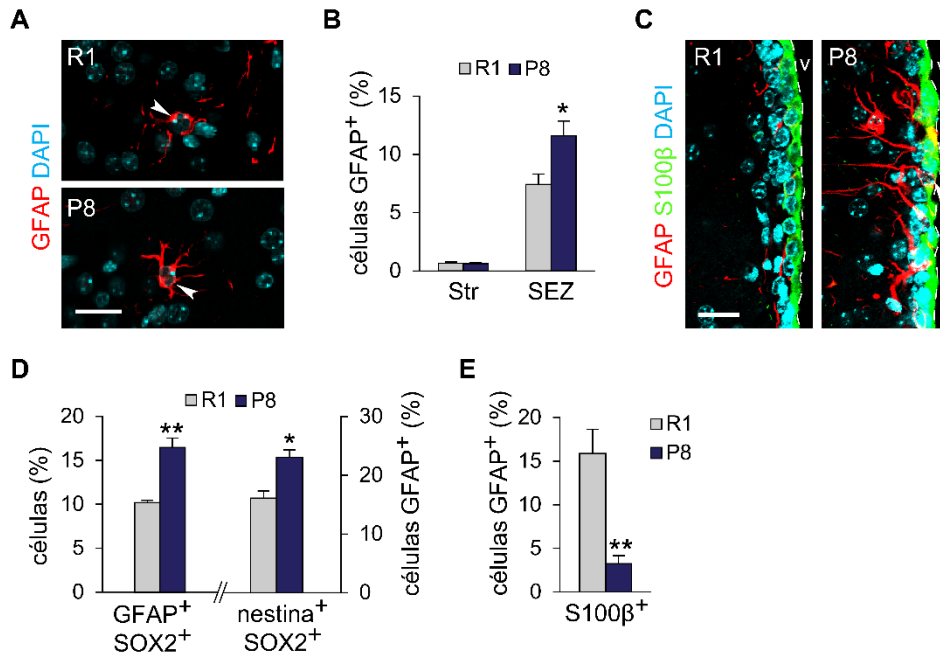 A
R1
P8
GFAP DAPI
B
R1 P8
células GFAP+ (%)
15
10
5
0
*
Str SEZ
C
R1
v
P8
v
GFAP S100β DAPI
D
R1 P8
células (%)
20
15
10
5
0
**
*
30
20
10
0
células GFAP+ (%)
GFAP+
SOX2+
nestina+
SOX2+
E
R1
P8
células GFAP+ (%)
20
15
10
5
0
**
S100β+